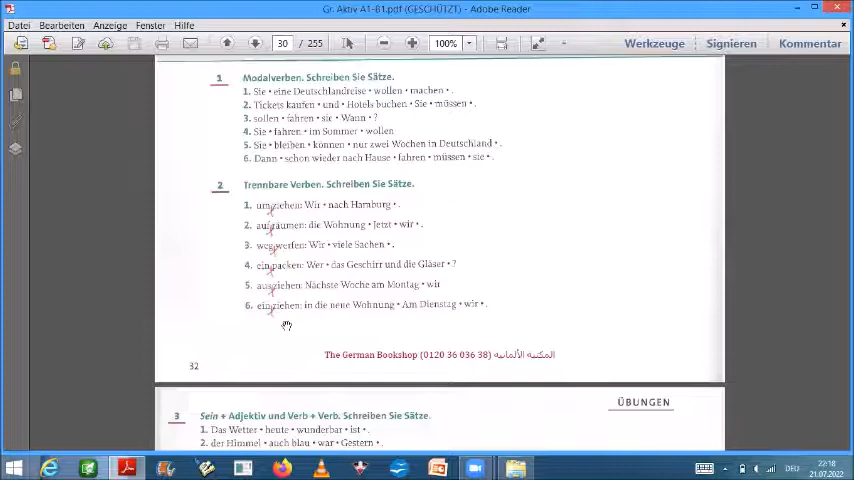 Gr. Aktiv A1-B1.pdf (GESCHÜTZT) - Adobe Reader
Datei Bearbeiten Anzeige Fenster Hilfe
30 / 255 100% Werkzeuge Signieren Kommentar
1 Modalverben. Schreiben Sie Sätze.
1. Sie • eine Deutschlandreise • wollen • machen • .
2. Tickets kaufen • und • Hotels buchen • Sie • müssen • .
3. sollen • fahren • sie • Wann • ?
4. Sie • fahren • im Sommer • wollen
5. Sie • bleiben • können • nur zwei Wochen in Deutschland • .
6. Dann • schon wieder nach Hause • fahren • müssen • sie • .
2 Trennbare Verben. Schreiben Sie Sätze.
1. umziehen: Wir • nach Hamburg • .
2. aufräumen: die Wohnung • Jetzt • wir • .
3. wegwerfen: Wir • viele Sachen • .
4. einpacken: Wer • das Geschirr und die Gläser • ?
5. ausziehen: Nächste Woche am Montag • wir
6. einziehen: in die neue Wohnung • Am Dienstag • wir • .
The German Bookshop (0120 36 036 38) المكتبة الألمانية
32
ÜBUNGEN
3 Sein + Adjektiv und Verb + Verb. Schreiben Sie Sätze.
1. Das Wetter • heute • wunderbar • ist • .
2. der Himmel • auch blau • war • Gestern • .
DEU 22:18
21.07.2022